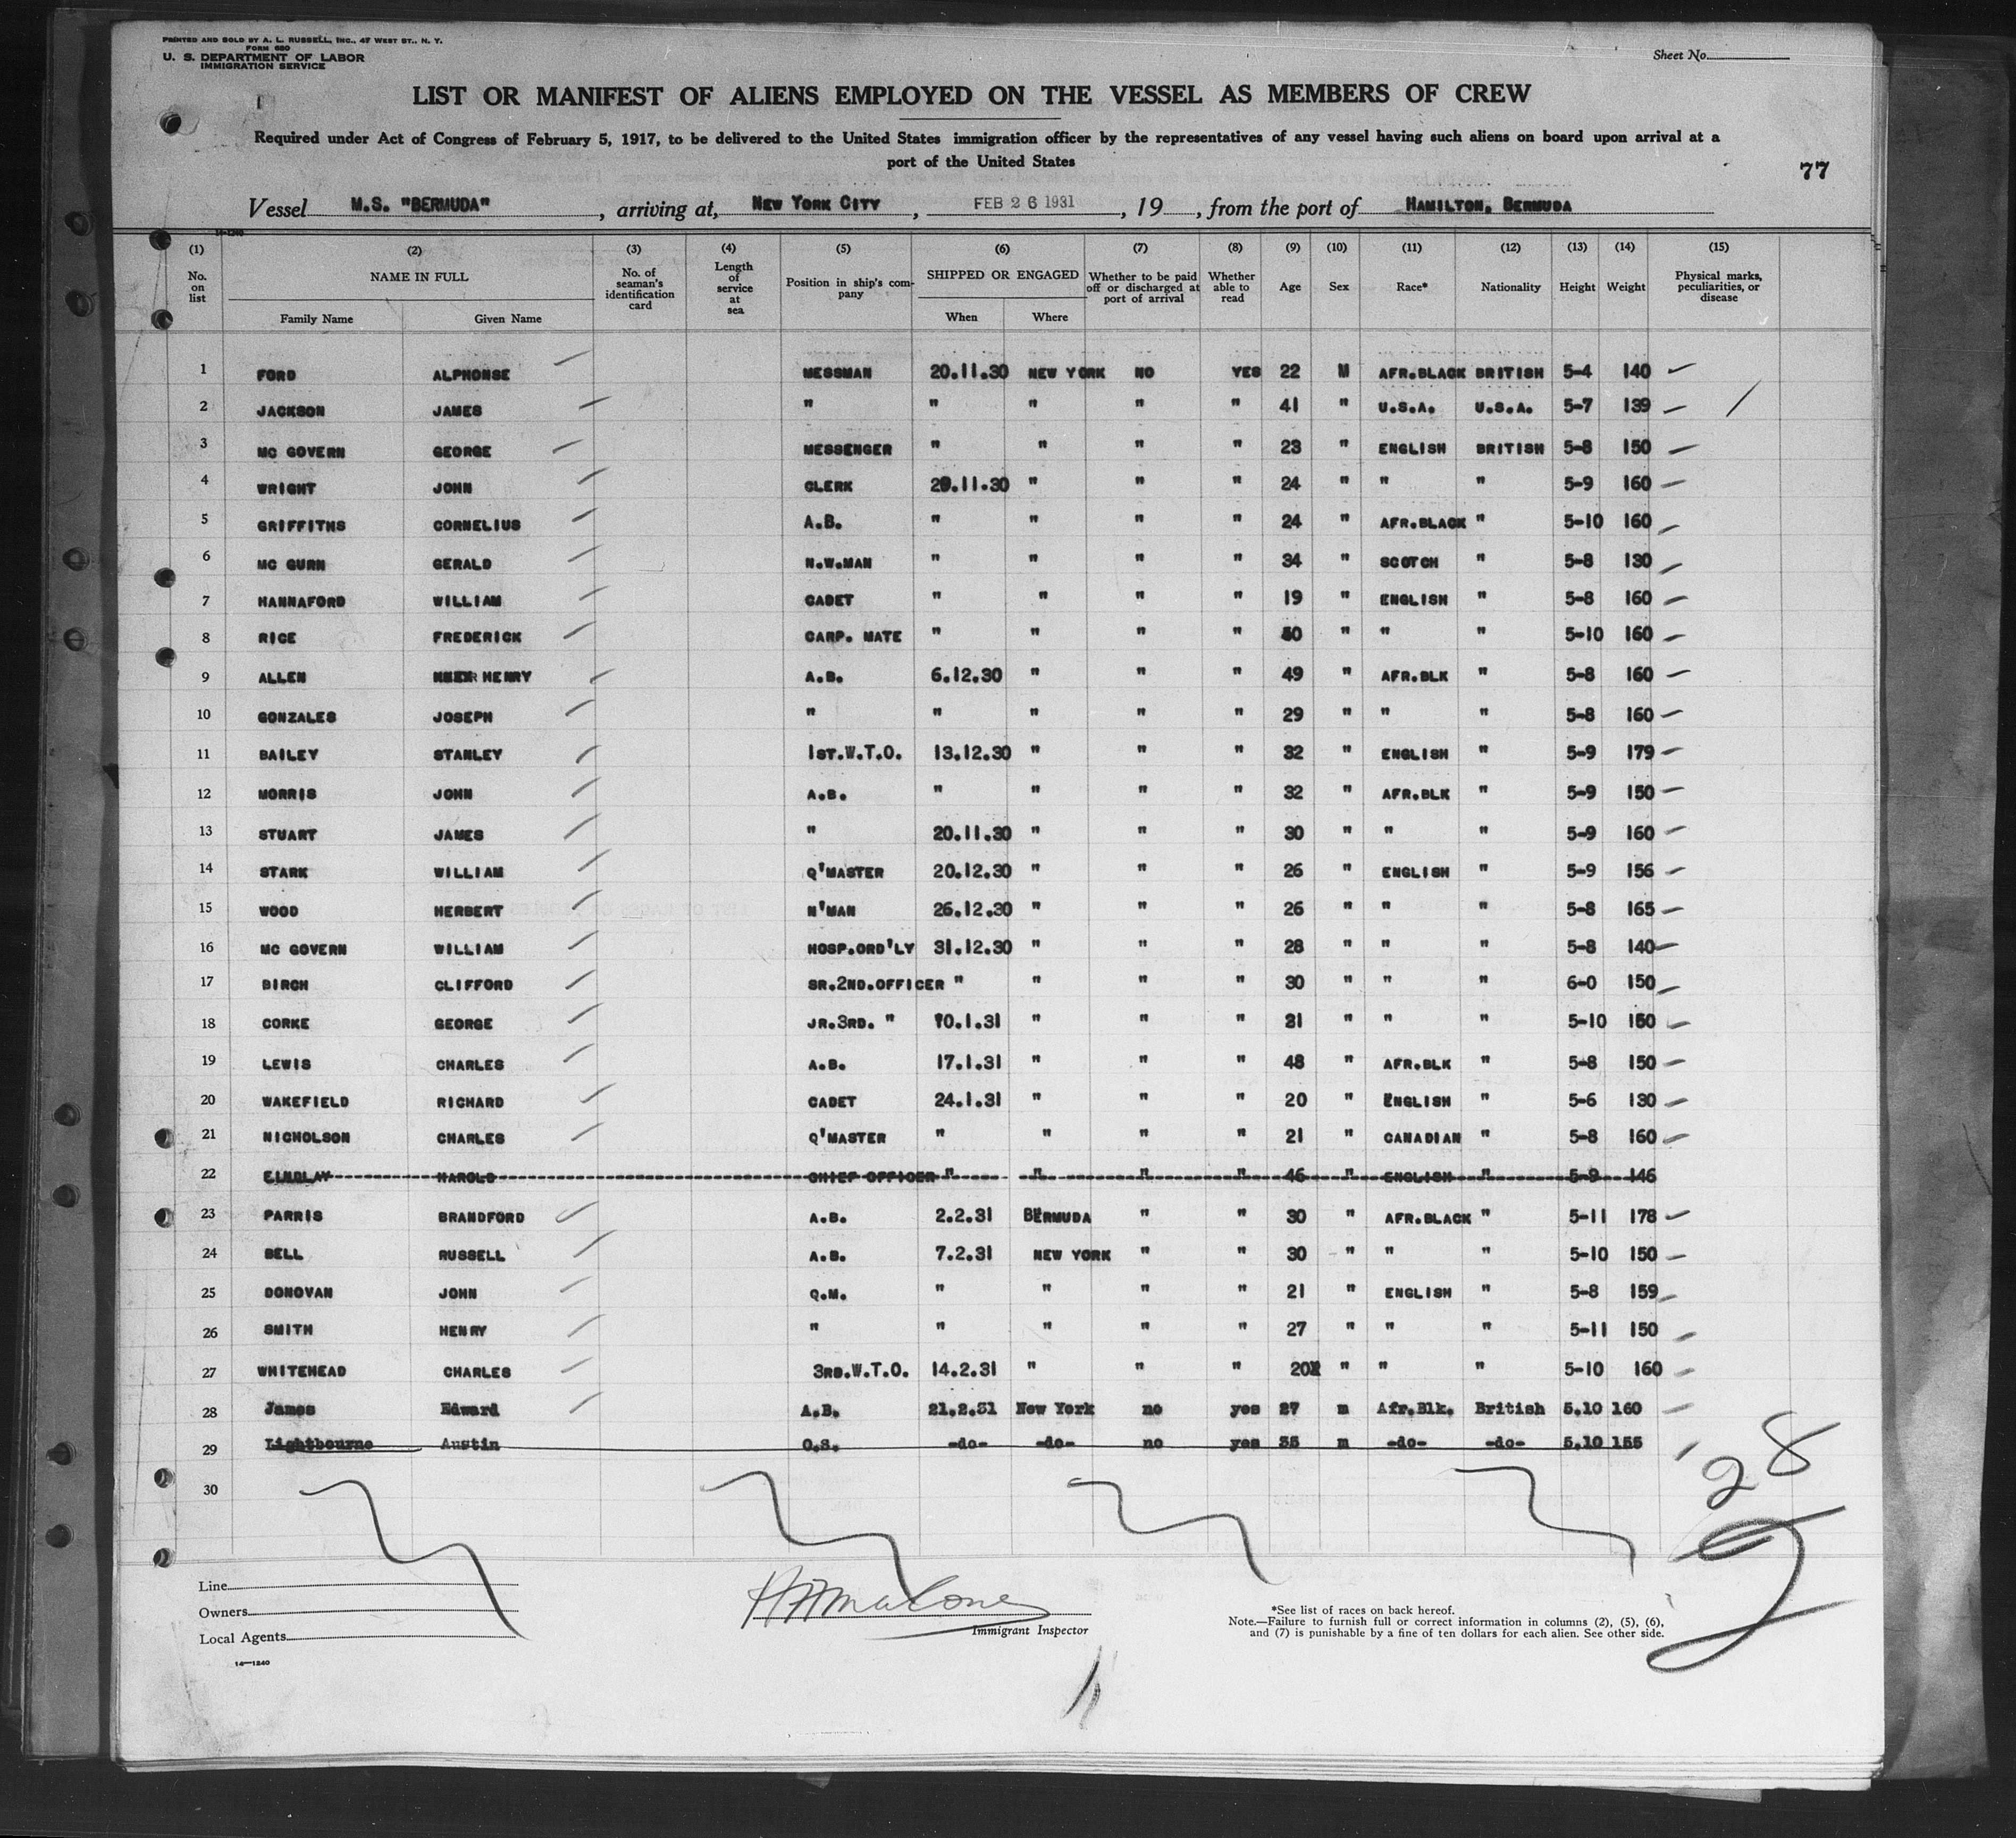 PRINTED AND SOLD BY A. L. RUSSELL, INC., 47 WEST ST., N. Y.
FORM 680
U. S. DEPARTMENT OF LABOR
IMMIGRATION SERVICE
Sheet No.
LIST OR MANIFEST OF ALIENS EMPLOYED ON THE VESSEL AS MEMBERS OF CREW
Required under Act of Congress of February 5, 1917, to be delivered to the United States immigration officer by the representatives of any vessel having such aliens on board upon arrival at a
port of the United States
77
Vessel M.S. "BERMUDA", arriving at, NEW YORK CITY, FEB 26 1931, 19 , from the port of HAMILTON, BERMUDA
14-1240
(1) (2) (3) (4) (5) (6) (7) (8) (9) (10) (11) (12) (13) (14) (15)
No. on list NAME IN FULL Family Name Given Name No. of seaman's identification card Length of service at sea Position in ship's company SHIPPED OR ENGAGED When Where Whether to be paid off or discharged at port of arrival Whether able to read Age Sex Race* Nationality Height Weight Physical marks, peculiarities, or disease
1 FORD ALPHONSE MESSMAN 20.11.30 NEW YORK NO YES 22 M AFR.BLACK BRITISH 5-4 140
2 JACKSON JAMES " " " " " 41 " U.S.A. U.S.A. 5-7 139
3 MC GOVERN GEORGE MESSENGER " " " " 23 " ENGLISH BRITISH 5-8 150
4 WRIGHT JOHN CLERK 29.11.30 " " " 24 " " " 5-9 160
5 GRIFFITHS CORNELIUS A.B. " " " " 24 " AFR.BLACK " 5-10 160
6 MC GURN GERALD N.W.MAN " " " " 34 " SCOTCH " 5-8 130
7 HANNAFORD WILLIAM CADET " " " " 19 " ENGLISH " 5-8 160
8 RICE FREDERICK CARP. MATE " " " " 50 " " " 5-10 160
9 ALLEN HENRY A.B. 6.12.30 " " " 49 " AFR.BLK " 5-8 160
10 GONZALES JOSEPH " " " " " 29 " " " 5-8 160
11 BAILEY STANLEY 1ST.W.T.O. 13.12.30 " " " 32 " ENGLISH " 5-9 179
12 MORRIS JOHN A.B. " " " " 32 " AFR.BLK " 5-9 150
13 STUART JAMES " 20.11.30 " " " 30 " " " 5-9 160
14 STARK WILLIAM Q'MASTER 20.12.30 " " " 26 " ENGLISH " 5-9 156
15 WOOD HERBERT N'MAN 26.12.30 " " " 26 " " " 5-8 165
16 MC GOVERN WILLIAM HOSP.ORD'LY 31.12.30 " " " 28 " " " 5-8 140
17 BIRCH CLIFFORD SR.2ND.OFFICER " " " " 30 " " " 6-0 150
18 CORKE GEORGE JR.3RD. " 10.1.31 " " " 21 " " " 5-10 150
19 LEWIS CHARLES A.B. 17.1.31 " " " 48 " AFR.BLK " 5-8 150
20 WAKEFIELD RICHARD CADET 24.1.31 " " " 20 " ENGLISH " 5-6 130
21 NICHOLSON CHARLES Q'MASTER " " " " 21 " CANADIAN " 5-8 160
22 FINDLAY HAROLD CHIEF OFFICER " " " " 46 " ENGLISH " 5-9 146
23 PARRIS BRANDFORD A.B. 2.2.31 BERMUDA " " 30 " AFR.BLACK " 5-11 178
24 BELL RUSSELL A.B. 7.2.31 NEW YORK " " 30 " " " 5-10 150
25 DONOVAN JOHN Q.M. " " " " 21 " ENGLISH " 5-8 159
26 SMITH HENRY " " " " " 27 " " " 5-11 150
27 WHITEHEAD CHARLES 3RD.W.T.O. 14.2.31 " " " 20 " " " 5-10 160
28 James Edward A.B. 21.2.31 New York no yes 27 m Afr.Blk. British 5.10 160
29 Lightbourne Austin O.S. -do- -do- no yes 35 m -do- -do- 5.10 155
30
28
Line
Owners
Local Agents
14-1240
Immigrant Inspector
*See list of races on back hereof.
Note.—Failure to furnish full or correct information in columns (2), (5), (6),
and (7) is punishable by a fine of ten dollars for each alien. See other side.